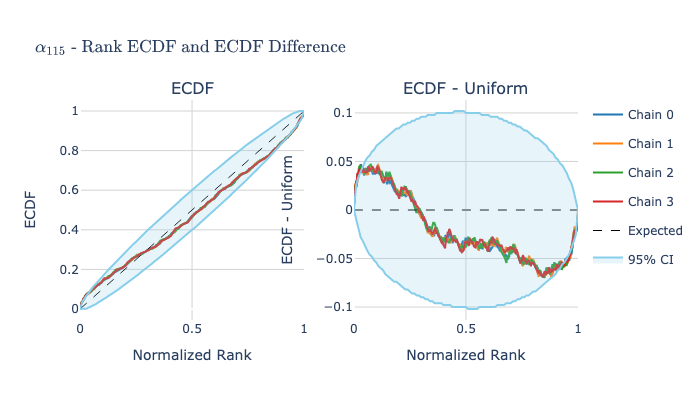 α₁₁₅ - Rank ECDF and ECDF Difference
ECDF
ECDF - Uniform
1
0.8
0.6
0.4
0.2
0
0
0.5
1
ECDF
Normalized Rank
0.1
0.05
0
−0.05
−0.1
0
0.5
1
ECDF - Uniform
Normalized Rank
Chain 0
Chain 1
Chain 2
Chain 3
Expected
95% CI